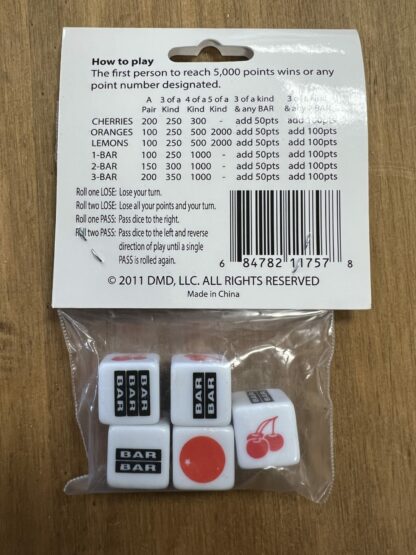 How to play
The first person to reach 5,000 points wins or any
point number designated.
A 3 of a 4 of a 5 of a 3 of a kind 3 of a kind
Pair Kind Kind Kind & any BAR & any 2-BAR
CHERRIES 200 250 300 - add 50pts add 100pts
ORANGES 100 250 500 2000 add 50pts add 100pts
LEMONS 100 250 500 2000 add 50pts add 100pts
1-BAR 100 250 1000 - add 50pts add 100pts
2-BAR 150 300 1000 - add 50pts add 100pts
3-BAR 200 350 1000 - add 50pts add 100pts
Roll one LOSE: Lose your turn.
Roll two LOSE: Lose all your points and your turn.
Roll one PASS: Pass dice to the right.
Roll two PASS: Pass dice to the left and reverse
direction of play until a single
PASS is rolled again.
6 84782 11757 8
© 2011 DMD, LLC. ALL RIGHTS RESERVED
Made in China
BAR
BAR
BAR
BAR
BAR
BAR
BAR